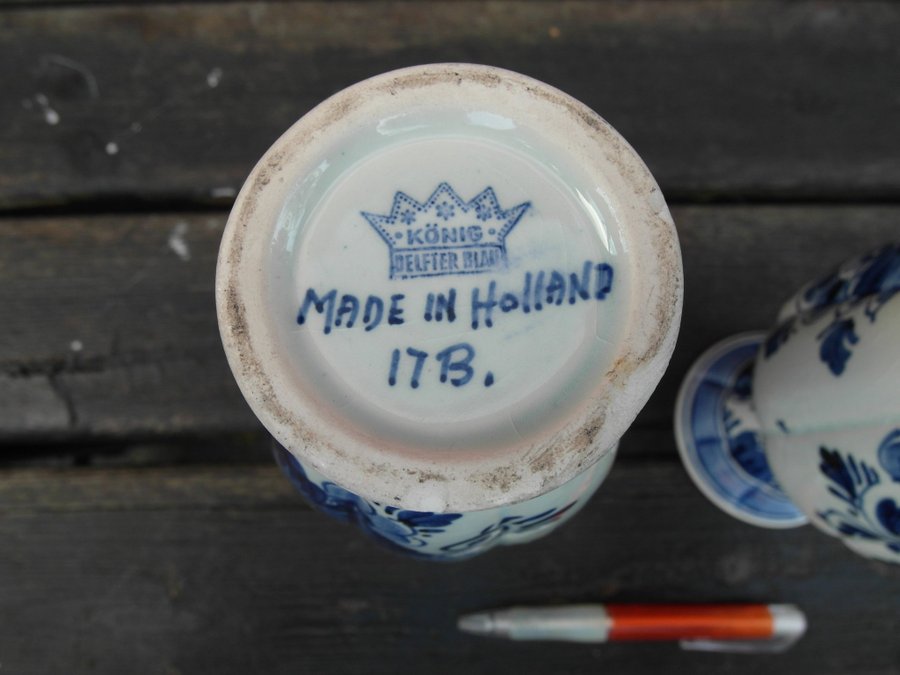 KÖNIG
DELFTER BLAU
MADE IN HOLLAND
17B.